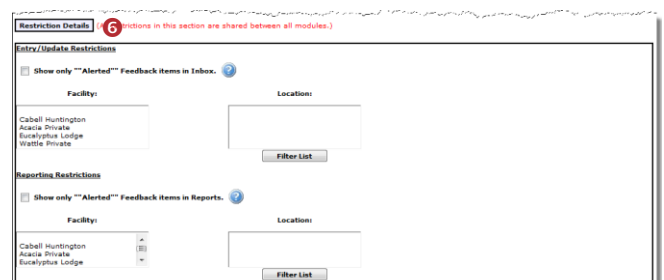 Restriction Details 6 strictions in this section are shared between all modules.)
Entry/Update Restrictions
Show only ""Alerted"" Feedback items in Inbox. ?
Facility: Location:
Cabell Huntington
Acacia Private
Eucalyptus Lodge
Wattle Private
Filter List
Reporting Restrictions
Show only ""Alerted"" Feedback items in Reports. ?
Facility: Location:
Cabell Huntington
Acacia Private
Eucalyptus Lodge
Filter List